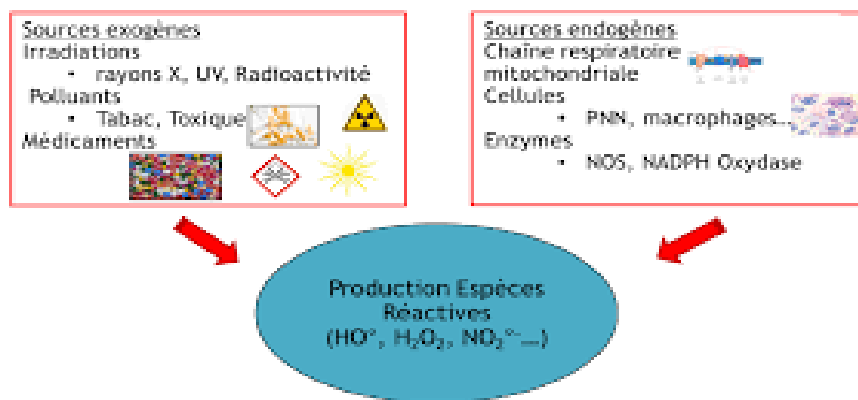 Sources exogènes
Irradiations
• rayons X, UV, Radioactivité
Polluants
• Tabac, Toxique
Médicaments
Sources endogènes
Chaîne respiratoire
mitochondriale
Cellules
• PNN, macrophages…
Enzymes
• NOS, NADPH Oxydase
Production Espèces
Réactives
(HO°, H₂O₂, NO₂°⁻…)